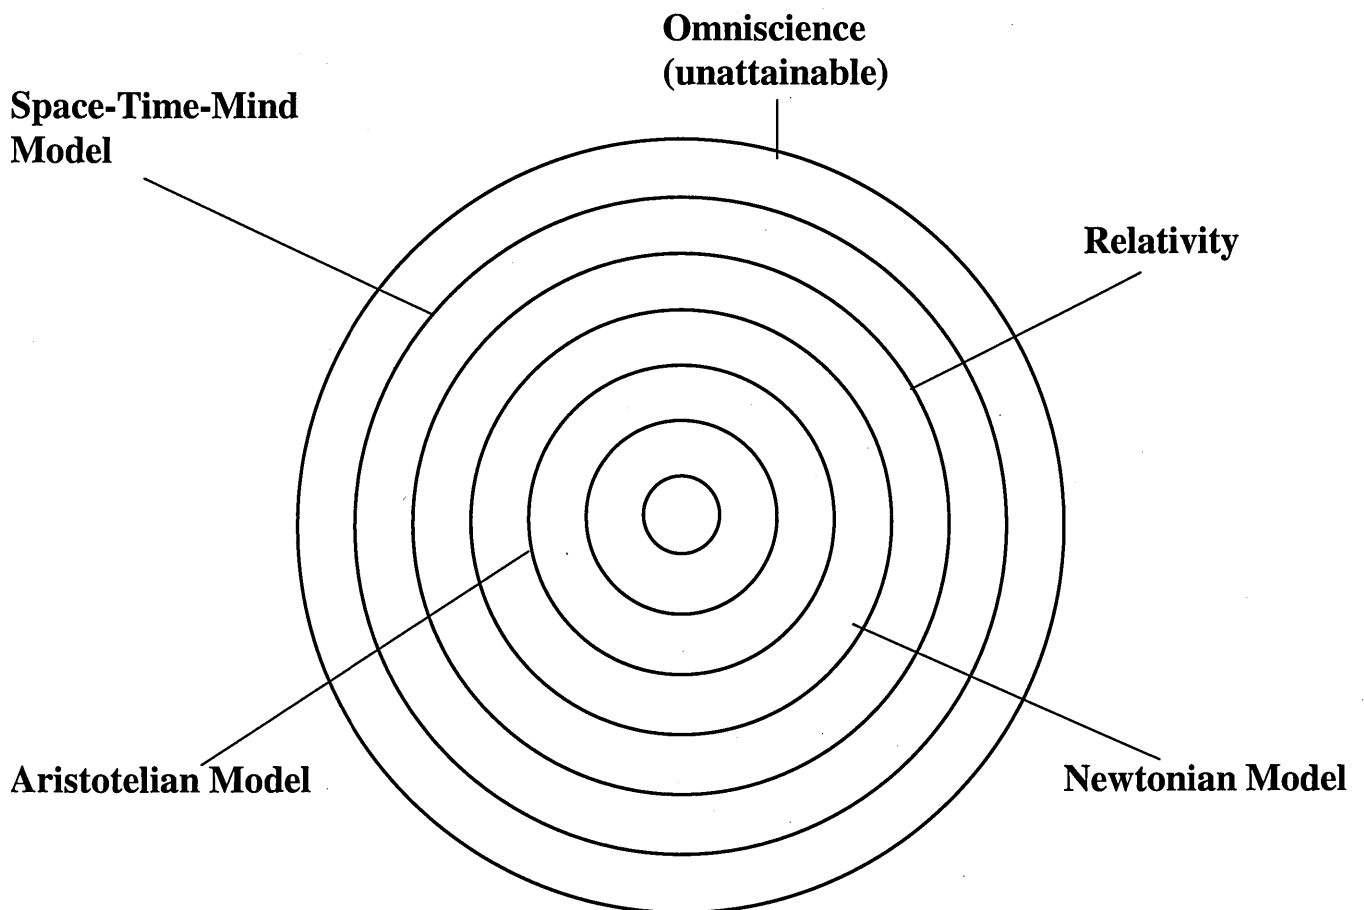 Omniscience
(unattainable)
Space-Time-Mind
Model
Relativity
Aristotelian Model
Newtonian Model